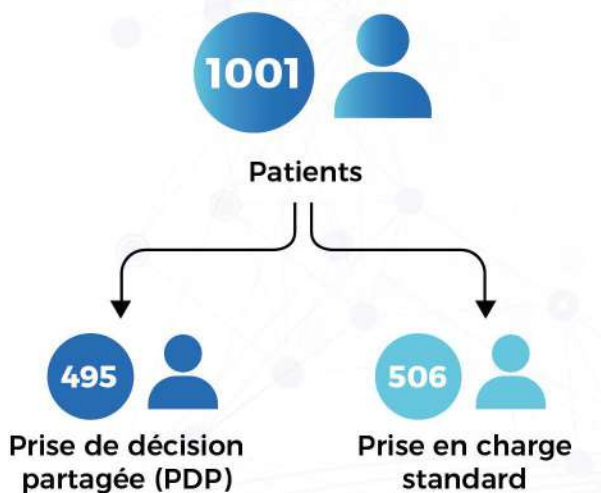 1001
Patients
495
506
Prise de décision
partagée (PDP)
Prise en charge
standard